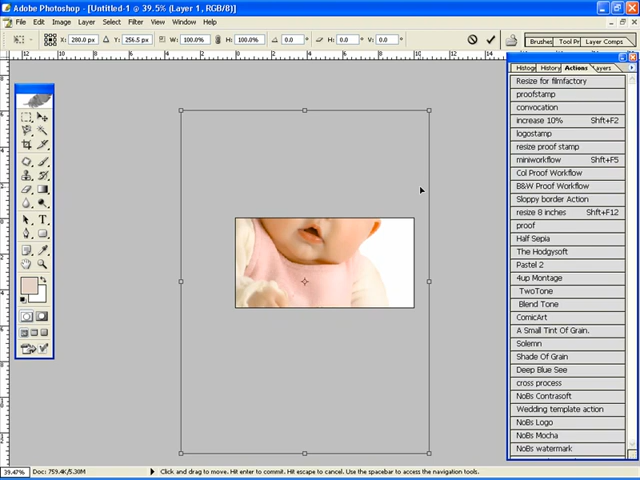 Adobe Photoshop - [Untitled-1 @ 39.5% (Layer 1, RGB/8)]
File Edit Image Layer Select Filter View Window Help
X: 280.0 px Y: 256.5 px W: 100.0% H: 100.0% 0.0 ° H: 0.0 ° V: 0.0 °
Brushes Tool Pr Layer Comps
History Actions Layers
Resize for filmfactory
proofstamp
convocation
increase 10% Shft+F2
logostamp
resize proof stamp
miniworkflow Shft+F5
Col Proof Workflow
B&W Proof Workflow
Sloppy border Action
resize 8 inches Shft+F12
proof
Half Sepia
The Hodgysoft
Pastel 2
4up Montage
TwoTone
Blend Tone
ComicArt
A Small Tint Of Grain.
Solemn
Shade Of Grain
Deep Blue See
cross process
NoBs Contrasoft
Wedding template action
NoBs Logo
NoBs Mocha
NoBs watermark
39.47% Doc: 759.4K/5.30M Click and drag to move. Hit enter to commit. Hit escape to cancel. Use the spacebar to access the navigation tools.